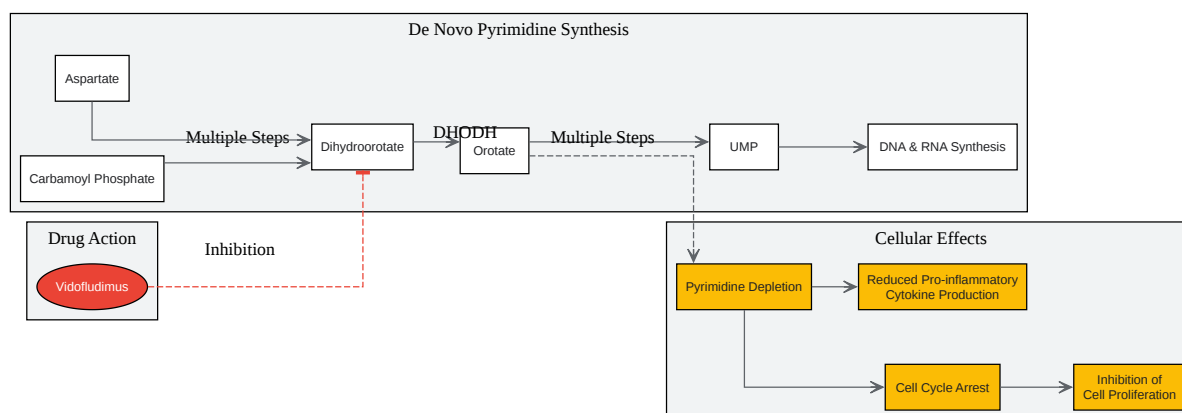 De Novo Pyrimidine Synthesis
Aspartate
Multiple Steps
Carbamoyl Phosphate
Dihydroorotate
DHODH
Orotate
Multiple Steps
UMP
DNA & RNA Synthesis
Drug Action
Vidofludimus
Inhibition
Cellular Effects
Pyrimidine Depletion
Reduced Pro-inflammatory
Cytokine Production
Cell Cycle Arrest
Inhibition of
Cell Proliferation